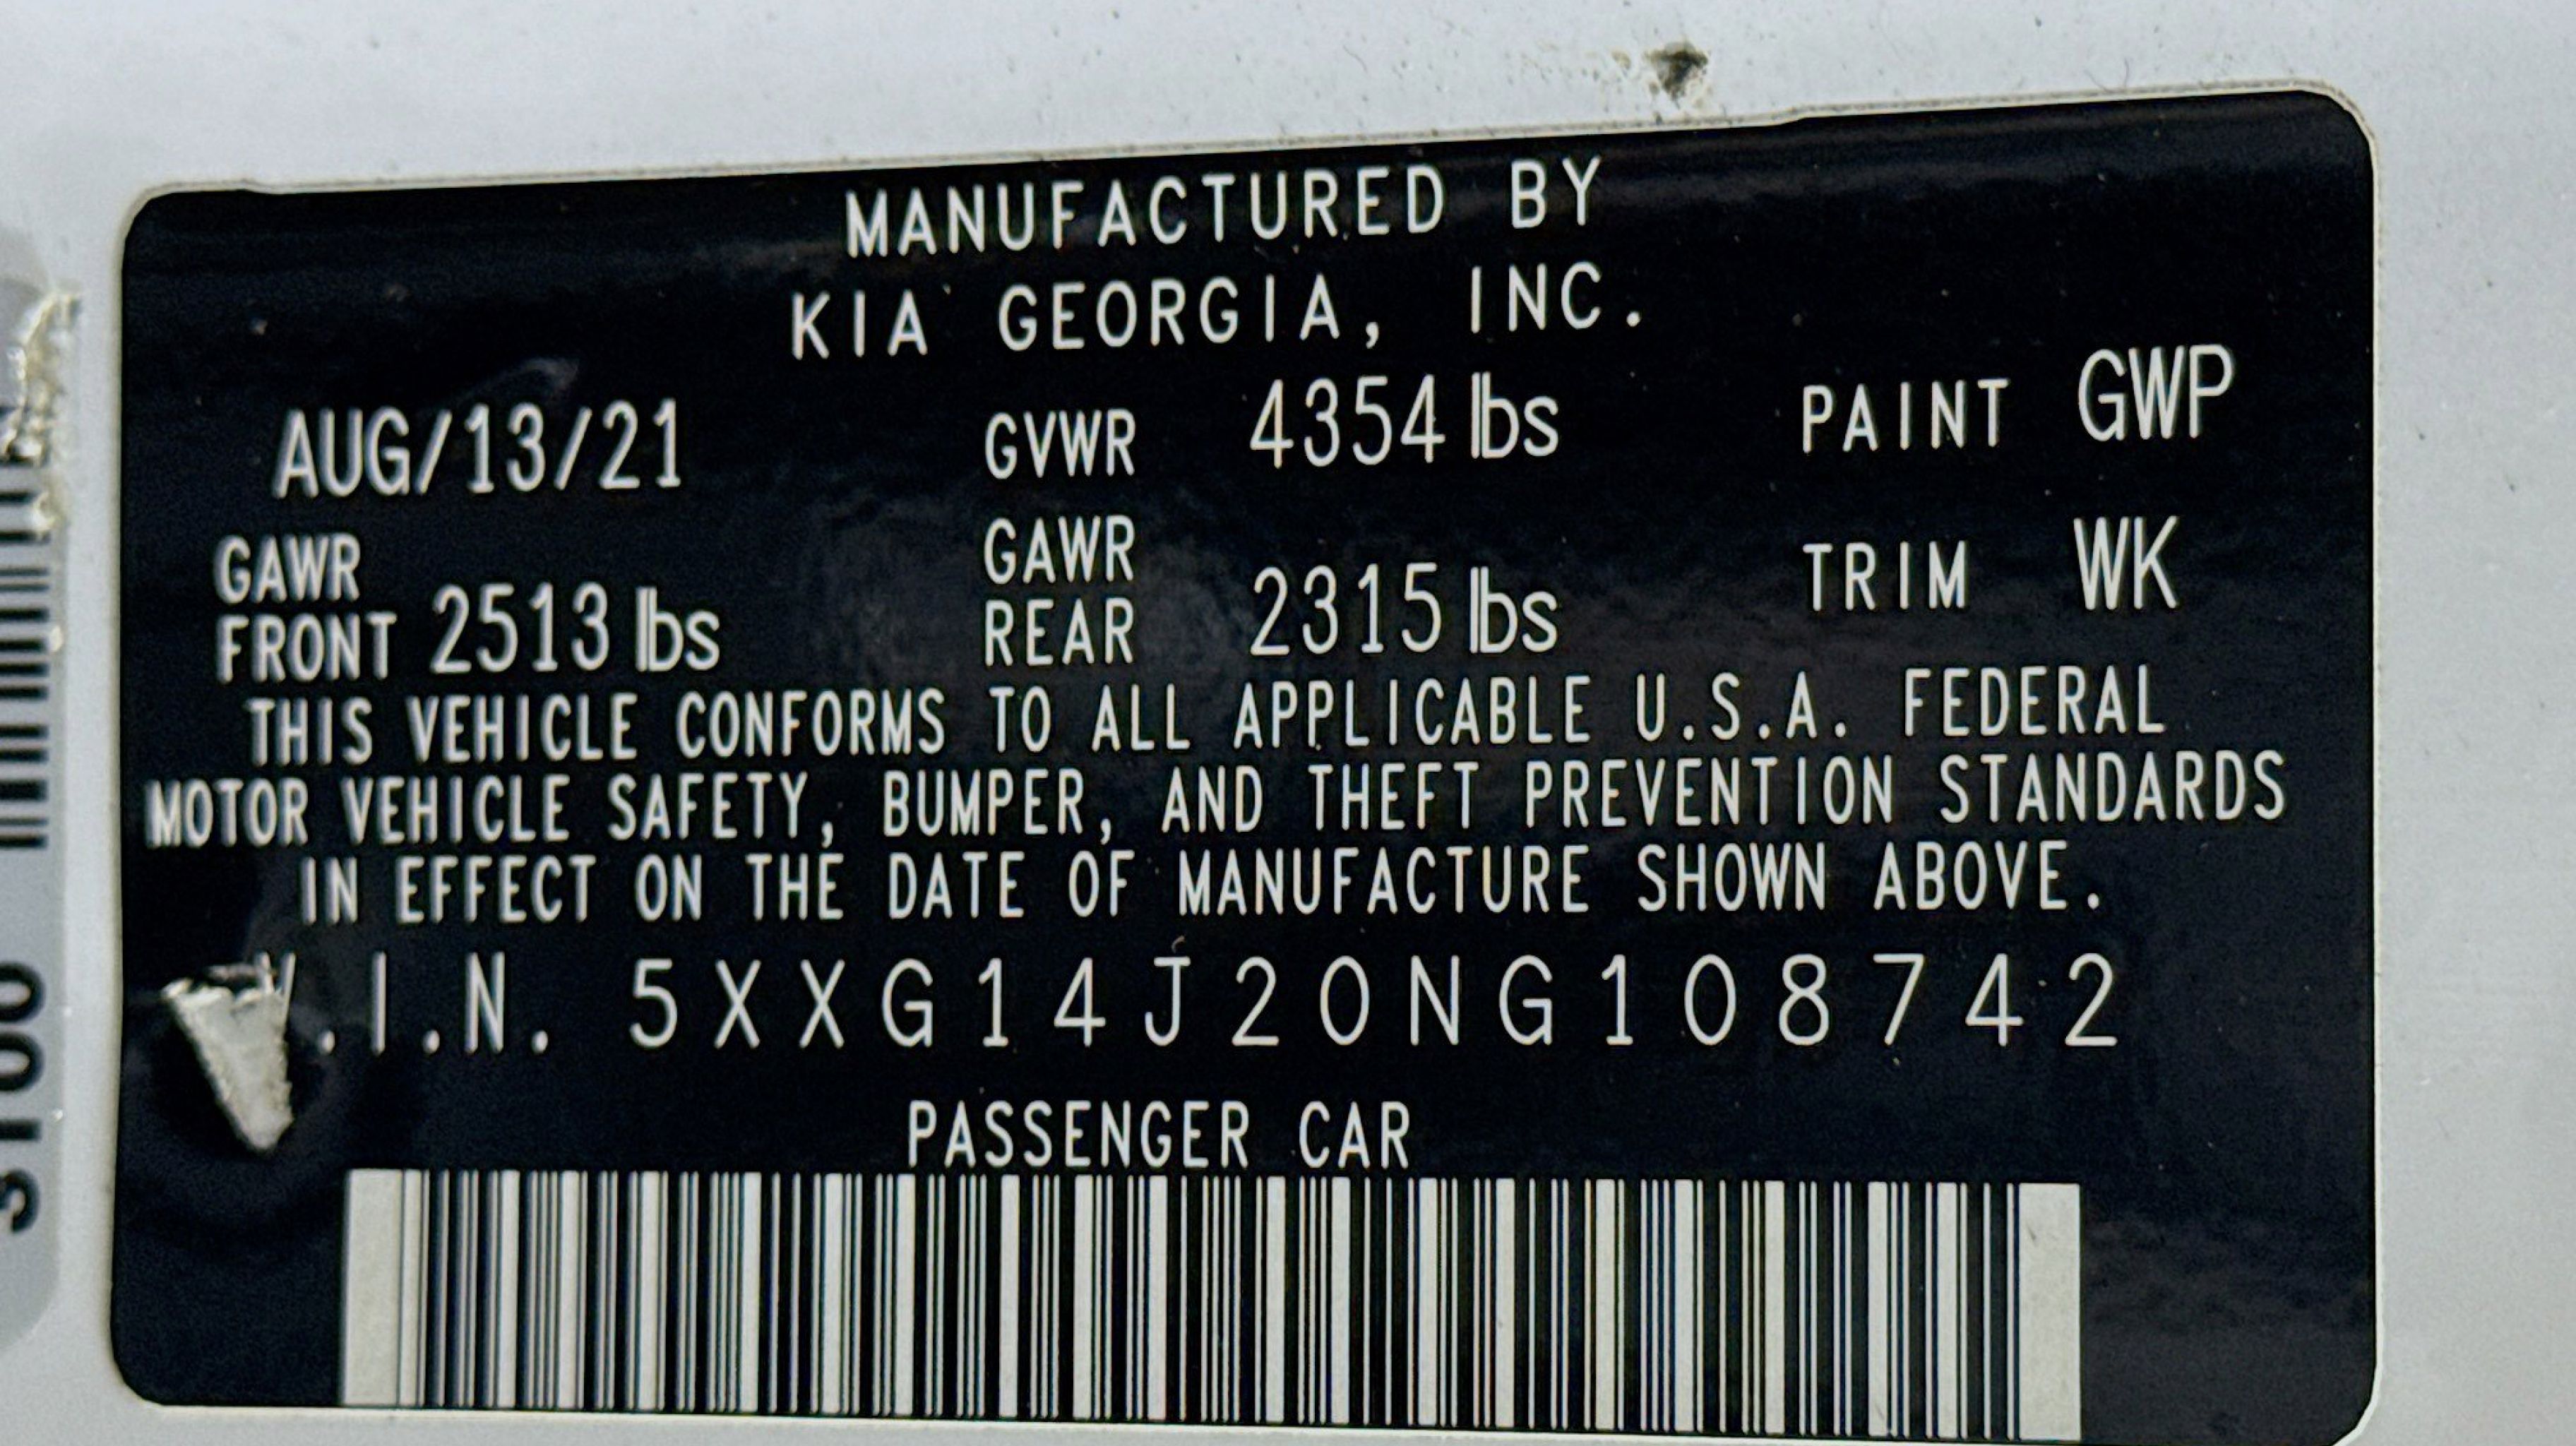 MANUFACTURED BY
KIA GEORGIA, INC.
AUG/13/21 GVWR 4354 lbs PAINT GWP
GAWR FRONT 2513 lbs GAWR REAR 2315 lbs TRIM WK
THIS VEHICLE CONFORMS TO ALL APPLICABLE U.S.A. FEDERAL
MOTOR VEHICLE SAFETY, BUMPER, AND THEFT PREVENTION STANDARDS
IN EFFECT ON THE DATE OF MANUFACTURE SHOWN ABOVE.
V.I.N. 5XXG14J20NG108742
PASSENGER CAR